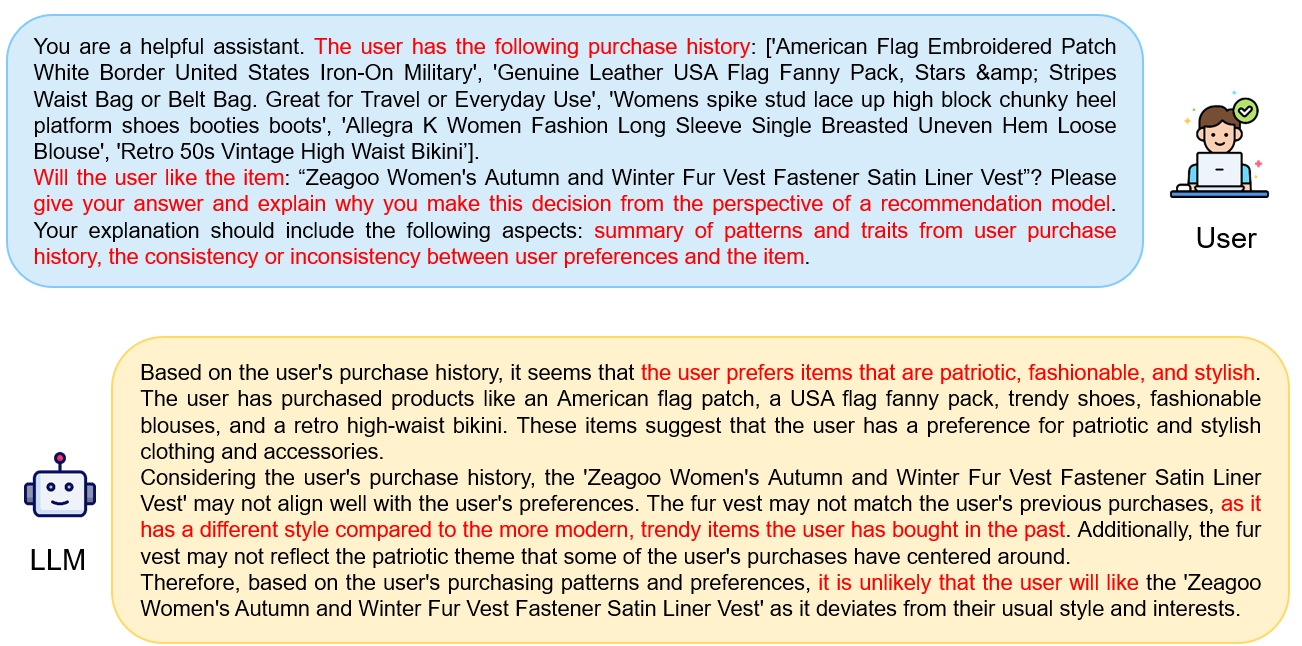 You are a helpful assistant. The user has the following purchase history: ['American Flag Embroidered Patch
White Border United States Iron-On Military', 'Genuine Leather USA Flag Fanny Pack, Stars &amp; Stripes
Waist Bag or Belt Bag. Great for Travel or Everyday Use', 'Womens spike stud lace up high block chunky heel
platform shoes booties boots', 'Allegra K Women Fashion Long Sleeve Single Breasted Uneven Hem Loose
Blouse', 'Retro 50s Vintage High Waist Bikini’].
Will the user like the item: “Zeagoo Women's Autumn and Winter Fur Vest Fastener Satin Liner Vest”? Please
give your answer and explain why you make this decision from the perspective of a recommendation model.
Your explanation should include the following aspects: summary of patterns and traits from user purchase
history, the consistency or inconsistency between user preferences and the item.
User
Based on the user's purchase history, it seems that the user prefers items that are patriotic, fashionable, and stylish.
The user has purchased products like an American flag patch, a USA flag fanny pack, trendy shoes, fashionable
blouses, and a retro high-waist bikini. These items suggest that the user has a preference for patriotic and stylish
clothing and accessories.
Considering the user's purchase history, the 'Zeagoo Women's Autumn and Winter Fur Vest Fastener Satin Liner
Vest' may not align well with the user's preferences. The fur vest may not match the user's previous purchases, as it
has a different style compared to the more modern, trendy items the user has bought in the past. Additionally, the fur
vest may not reflect the patriotic theme that some of the user's purchases have centered around.
Therefore, based on the user's purchasing patterns and preferences, it is unlikely that the user will like the 'Zeagoo
Women's Autumn and Winter Fur Vest Fastener Satin Liner Vest' as it deviates from their usual style and interests.
LLM